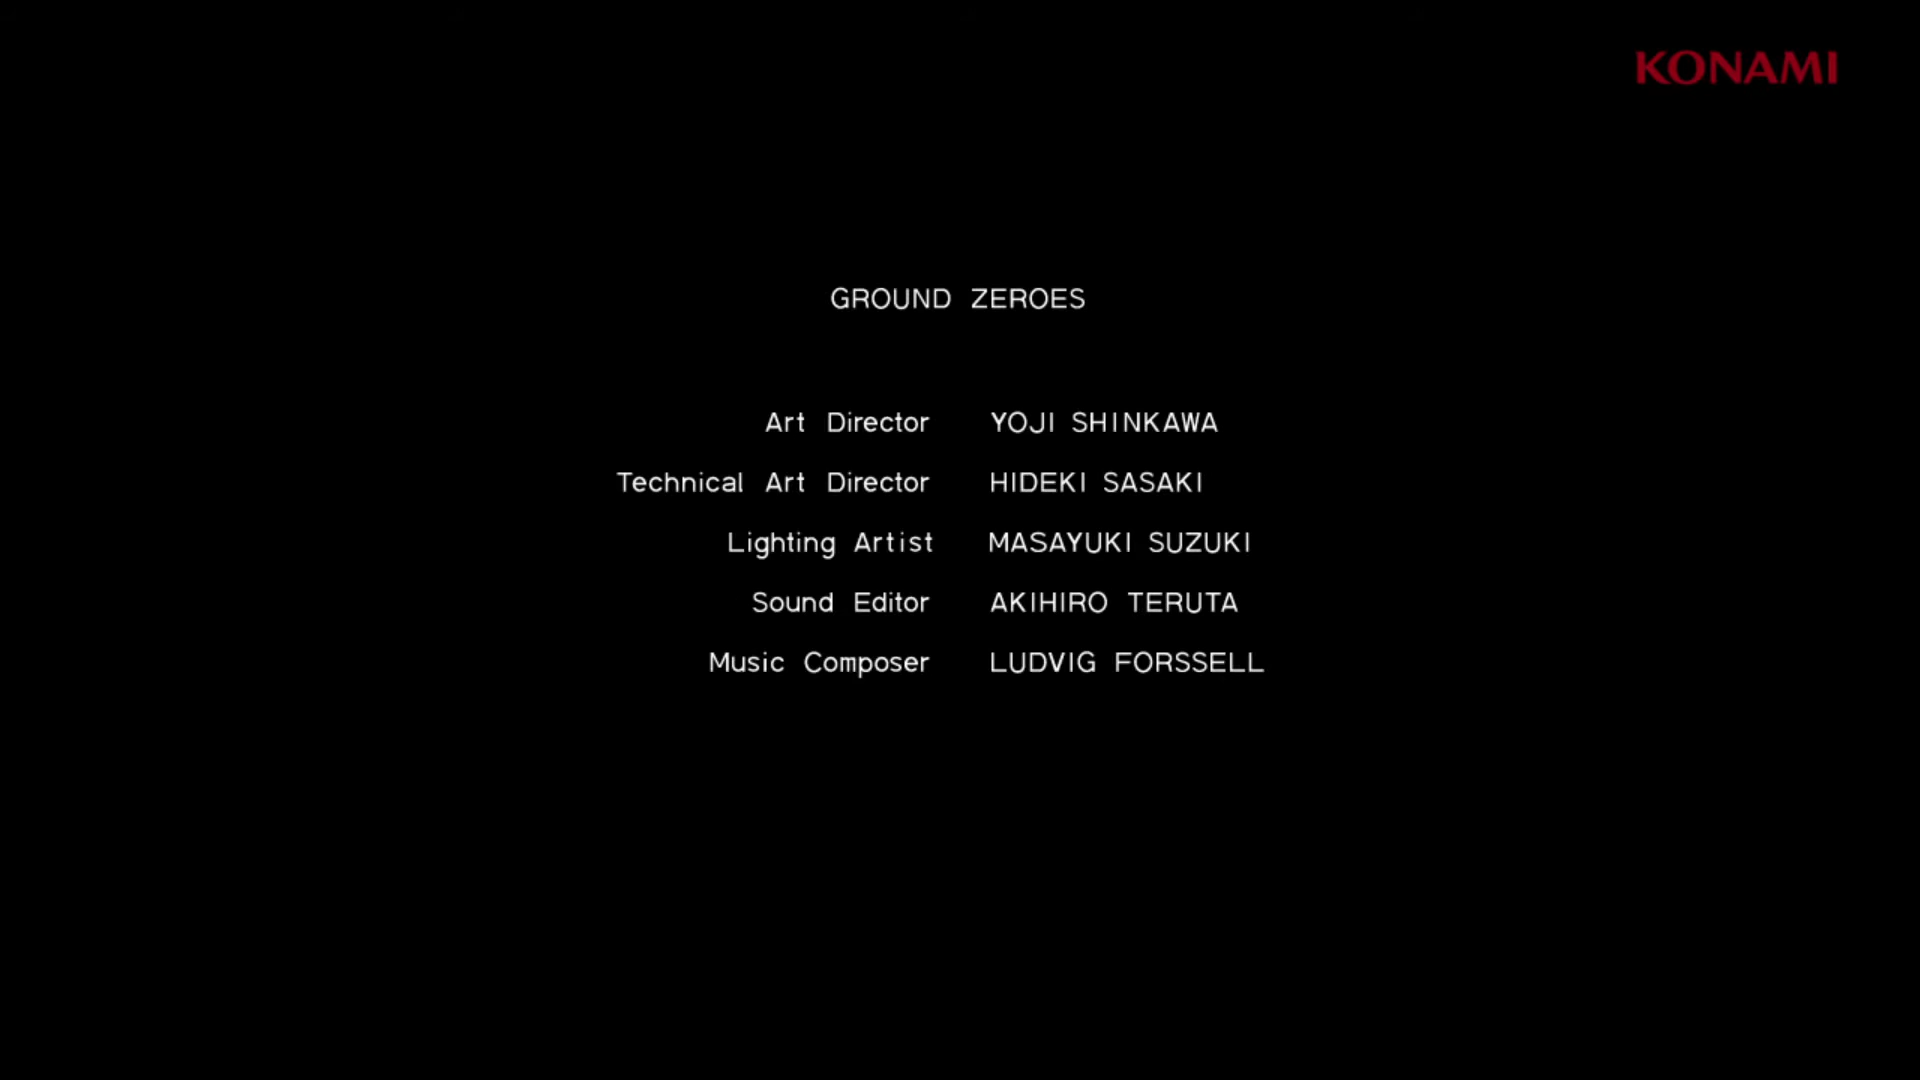 KONAMI
GROUND ZEROES
Art Director YOJI SHINKAWA
Technical Art Director HIDEKI SASAKI
Lighting Artist MASAYUKI SUZUKI
Sound Editor AKIHIRO TERUTA
Music Composer LUDVIG FORSSELL